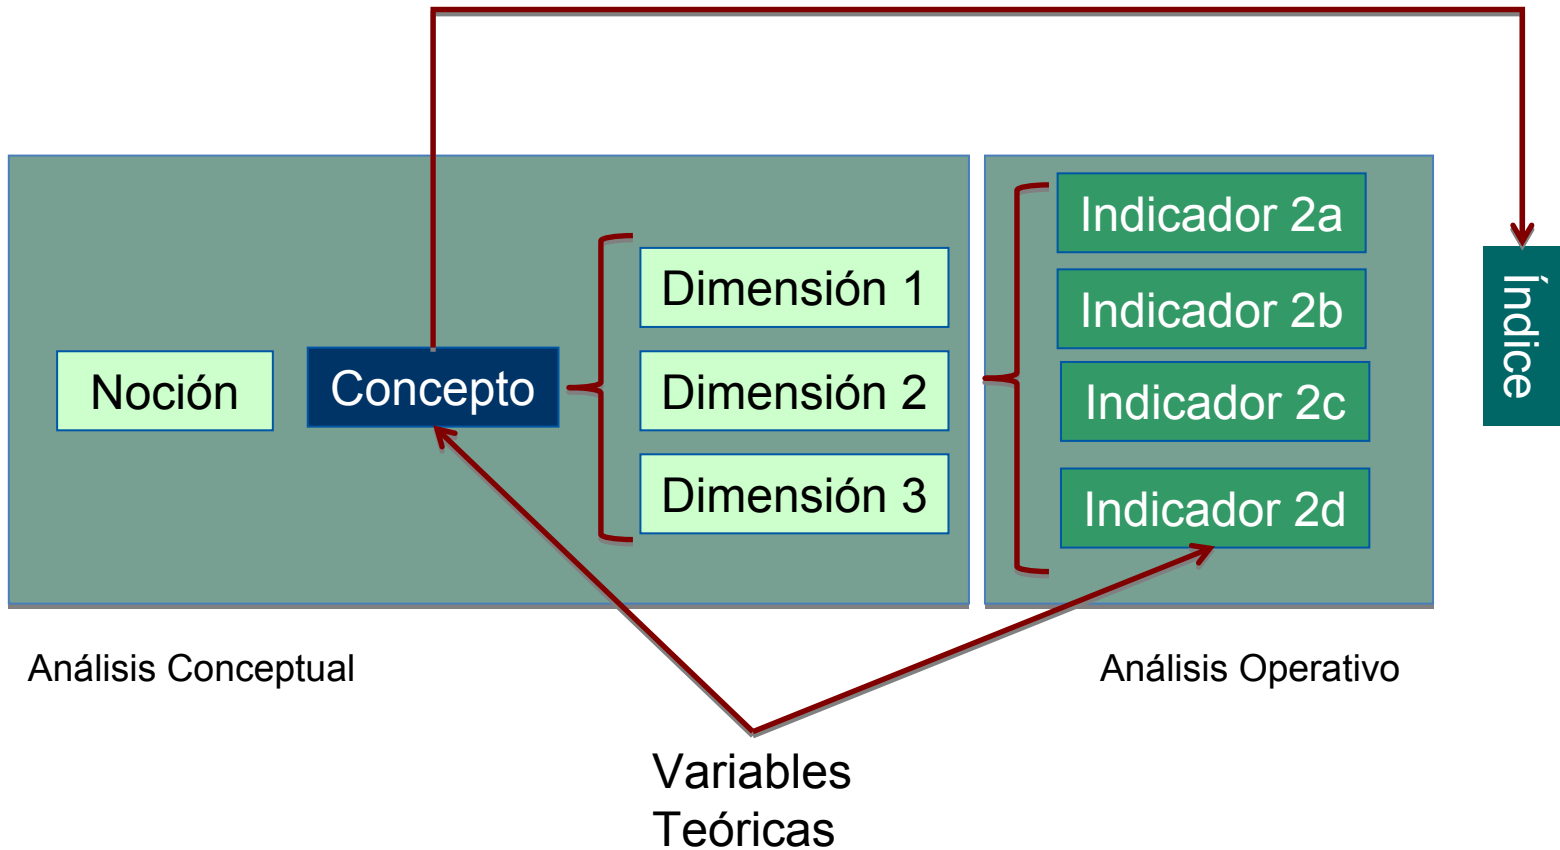 Noción
Concepto
Dimensión 1
Dimensión 2
Dimensión 3
Indicador 2a
Indicador 2b
Indicador 2c
Indicador 2d
Índice
Análisis Conceptual
Análisis Operativo
Variables
Teóricas